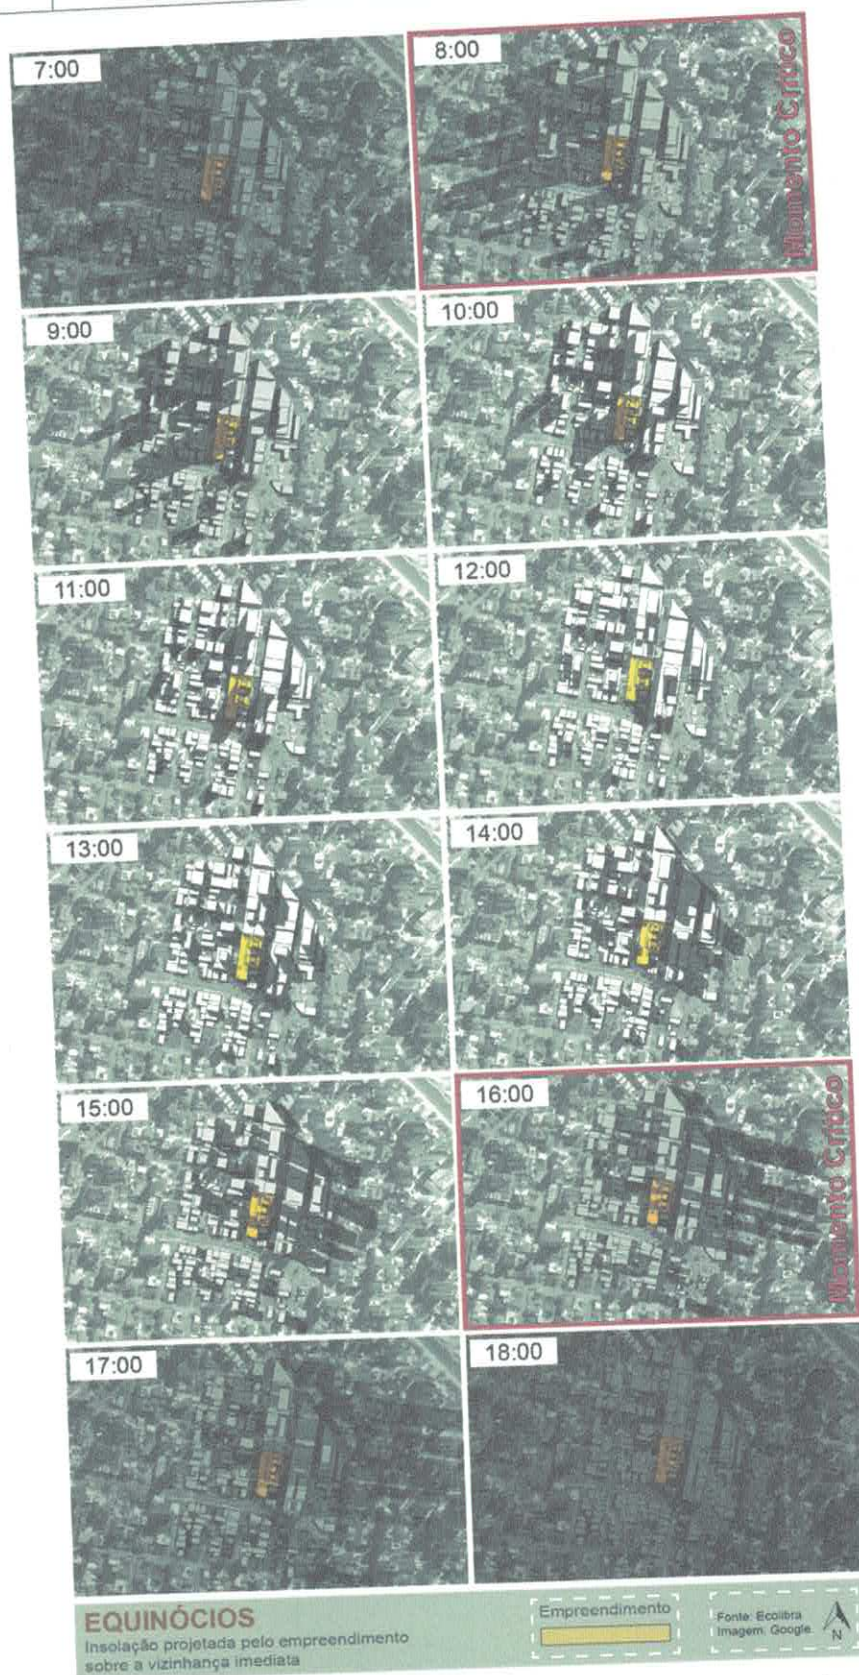 7:00
8:00
Momento Crítico
9:00
10:00
11:00
12:00
13:00
14:00
15:00
16:00
Momento Crítico
17:00
18:00
EQUINÓCIOS
Insolação projetada pelo empreendimento
sobre a vizinhança imediata
Empreendimento
Fonte: Ecolibra
Imagem: Google
N